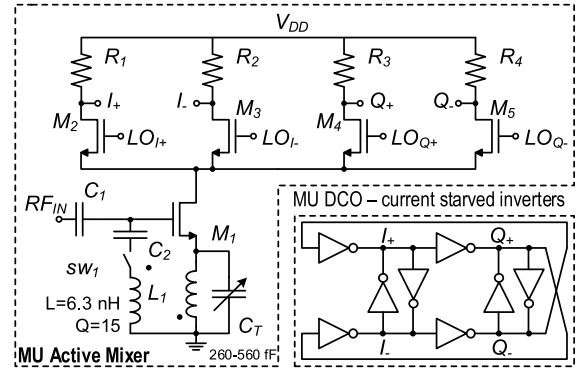 V_DD
R_1
R_2
R_3
R_4
I_+
I_-
Q_+
Q_-
M_2
M_3
M_4
M_5
LO_I+
LO_I-
LO_Q+
LO_Q-
C_1
RF_IN
M_1
C_2
sw_1
L_1
L=6.3 nH
Q=15
C_T
260-560 fF
MU Active Mixer
MU DCO – current starved inverters
I_+
Q_+
I_-
Q_-